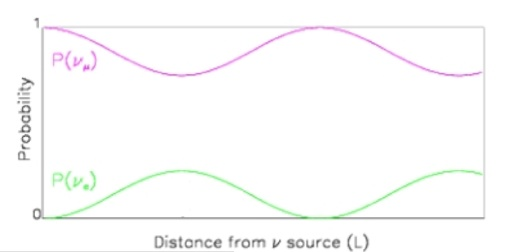 1
P(ν_μ)
Probability
P(ν_e)
0
Distance from ν source (L)